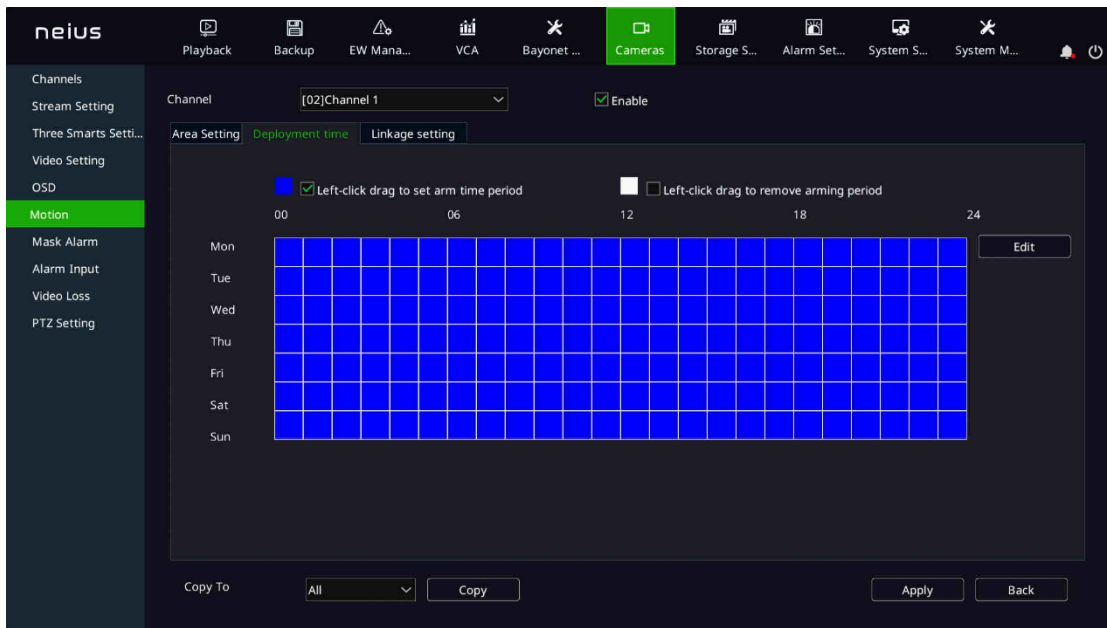 neius
Playback Backup EW Mana... VCA Bayonet ... Cameras Storage S... Alarm Set... System S... System M...
Channels
Stream Setting
Three Smarts Setti...
Video Setting
OSD
Motion
Mask Alarm
Alarm Input
Video Loss
PTZ Setting
Channel [02]Channel 1 Enable
Area Setting Deployment time Linkage setting
Left-click drag to set arm time period Left-click drag to remove arming period
00 06 12 18 24
Mon Edit
Tue
Wed
Thu
Fri
Sat
Sun
Copy To All Copy Apply Back